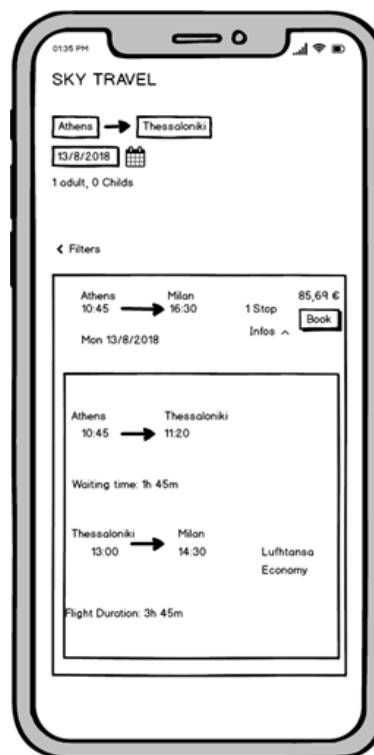 01:35 PM
SKY TRAVEL
Athens Thessaloniki
13/8/2018
1 adult, 0 Childs
Filters
Athens Milan 85,69 €
10:45 16:30 1 Stop Book
Mon 13/8/2018 Infos
Athens Thessaloniki
10:45 11:20
Waiting time: 1h 45m
Thessaloniki Milan
13:00 14:30 Lufhtansa
Economy
Flight Duration: 3h 45m